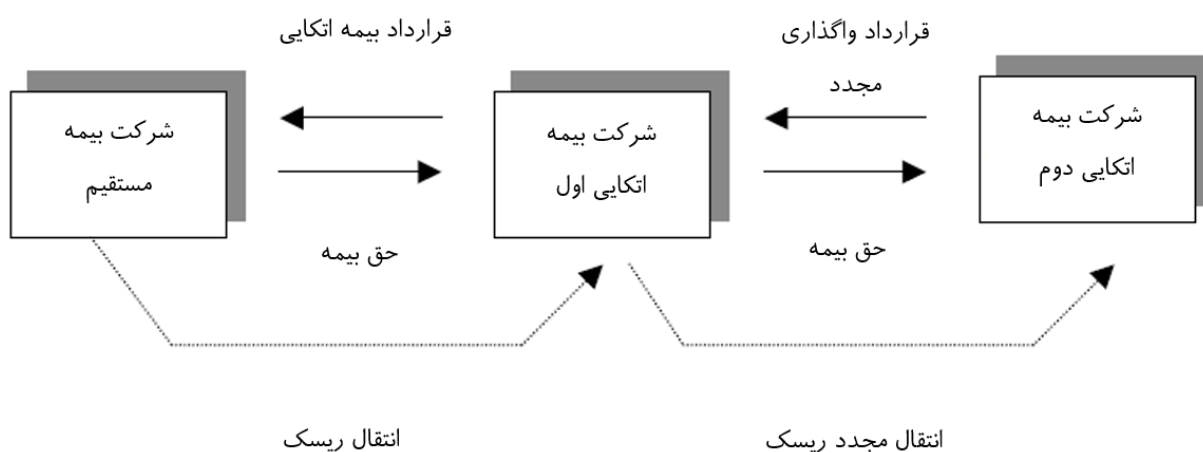 قرارداد واگذاری
مجدد
قرارداد بیمه اتکایی
شرکت بیمه
اتکایی دوم
شرکت بیمه
اتکایی اول
شرکت بیمه
مستقیم
حق بیمه
حق بیمه
انتقال مجدد ریسک
انتقال ریسک